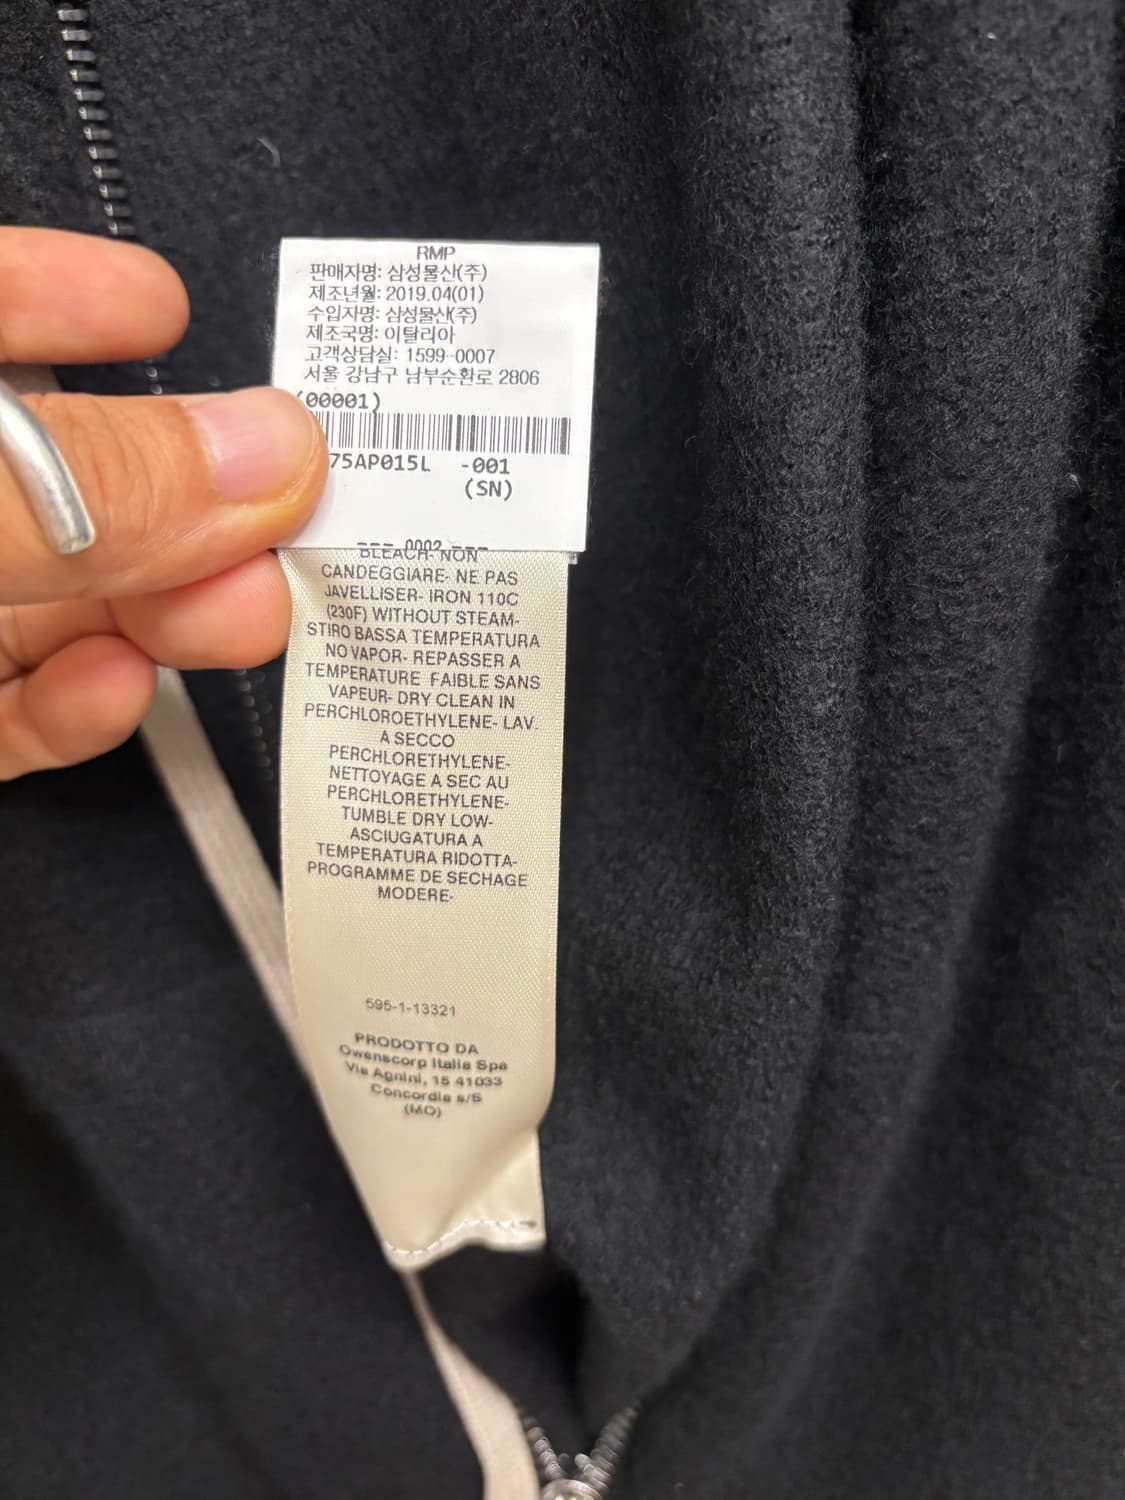 RMP
판매자명: 삼성물산(주)
제조년월: 2019.04(01)
수입자명: 삼성물산(주)
제조국명: 이탈리아
고객상담실: 1599-0007
서울 강남구 남부순환로 2806
(00001)
75AP015L -001
(SN)
--- 0002 ---
BLEACH- NON
CANDEGGIARE- NE PAS
JAVELLISER- IRON 110C
(230F) WITHOUT STEAM-
STIRO BASSA TEMPERATURA
NO VAPOR- REPASSER A
TEMPERATURE FAIBLE SANS
VAPEUR- DRY CLEAN IN
PERCHLOROETHYLENE- LAV.
A SECCO
PERCHLORETHYLENE-
NETTOYAGE A SEC AU
PERCHLORETHYLENE-
TUMBLE DRY LOW-
ASCIUGATURA A
TEMPERATURA RIDOTTA-
PROGRAMME DE SECHAGE
MODERE-
595-1-13321
PRODOTTO DA
Owenscorp Italia Spa
Via Agnini, 15 41033
Concordia s/S
(MO)